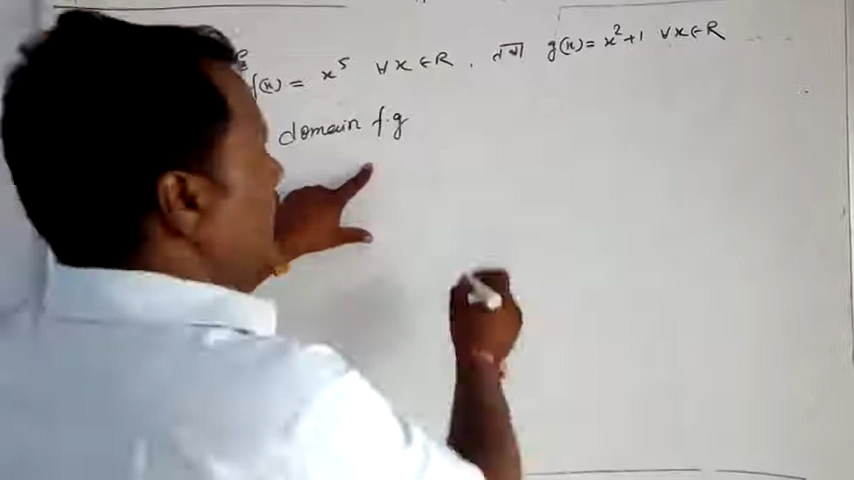 f(x) = x⁵ ∀x∈R, तथा g(x) = x²+1 ∀x∈R
domain f.g